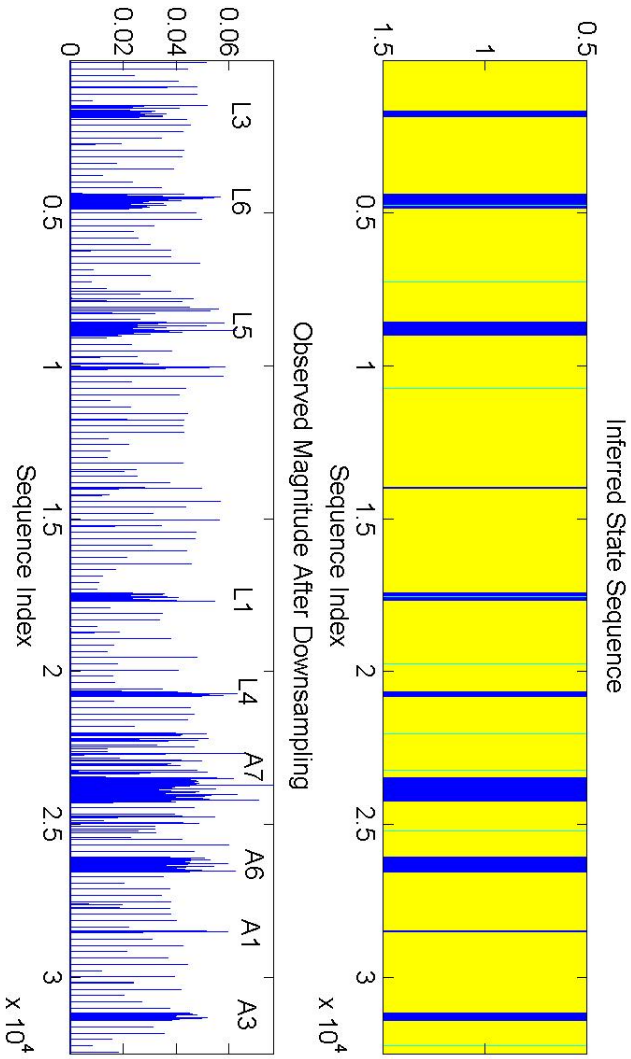 Inferred State Sequence
0.5
1
1.5
0.5
1
1.5
2
2.5
3
x 10^4
Sequence Index
Observed Magnitude After Downsampling
0.06
0.04
0.02
0
L3
L6
L5
L1
L4
A7
A6
A1
A3
0.5
1
1.5
2
2.5
3
x 10^4
Sequence Index